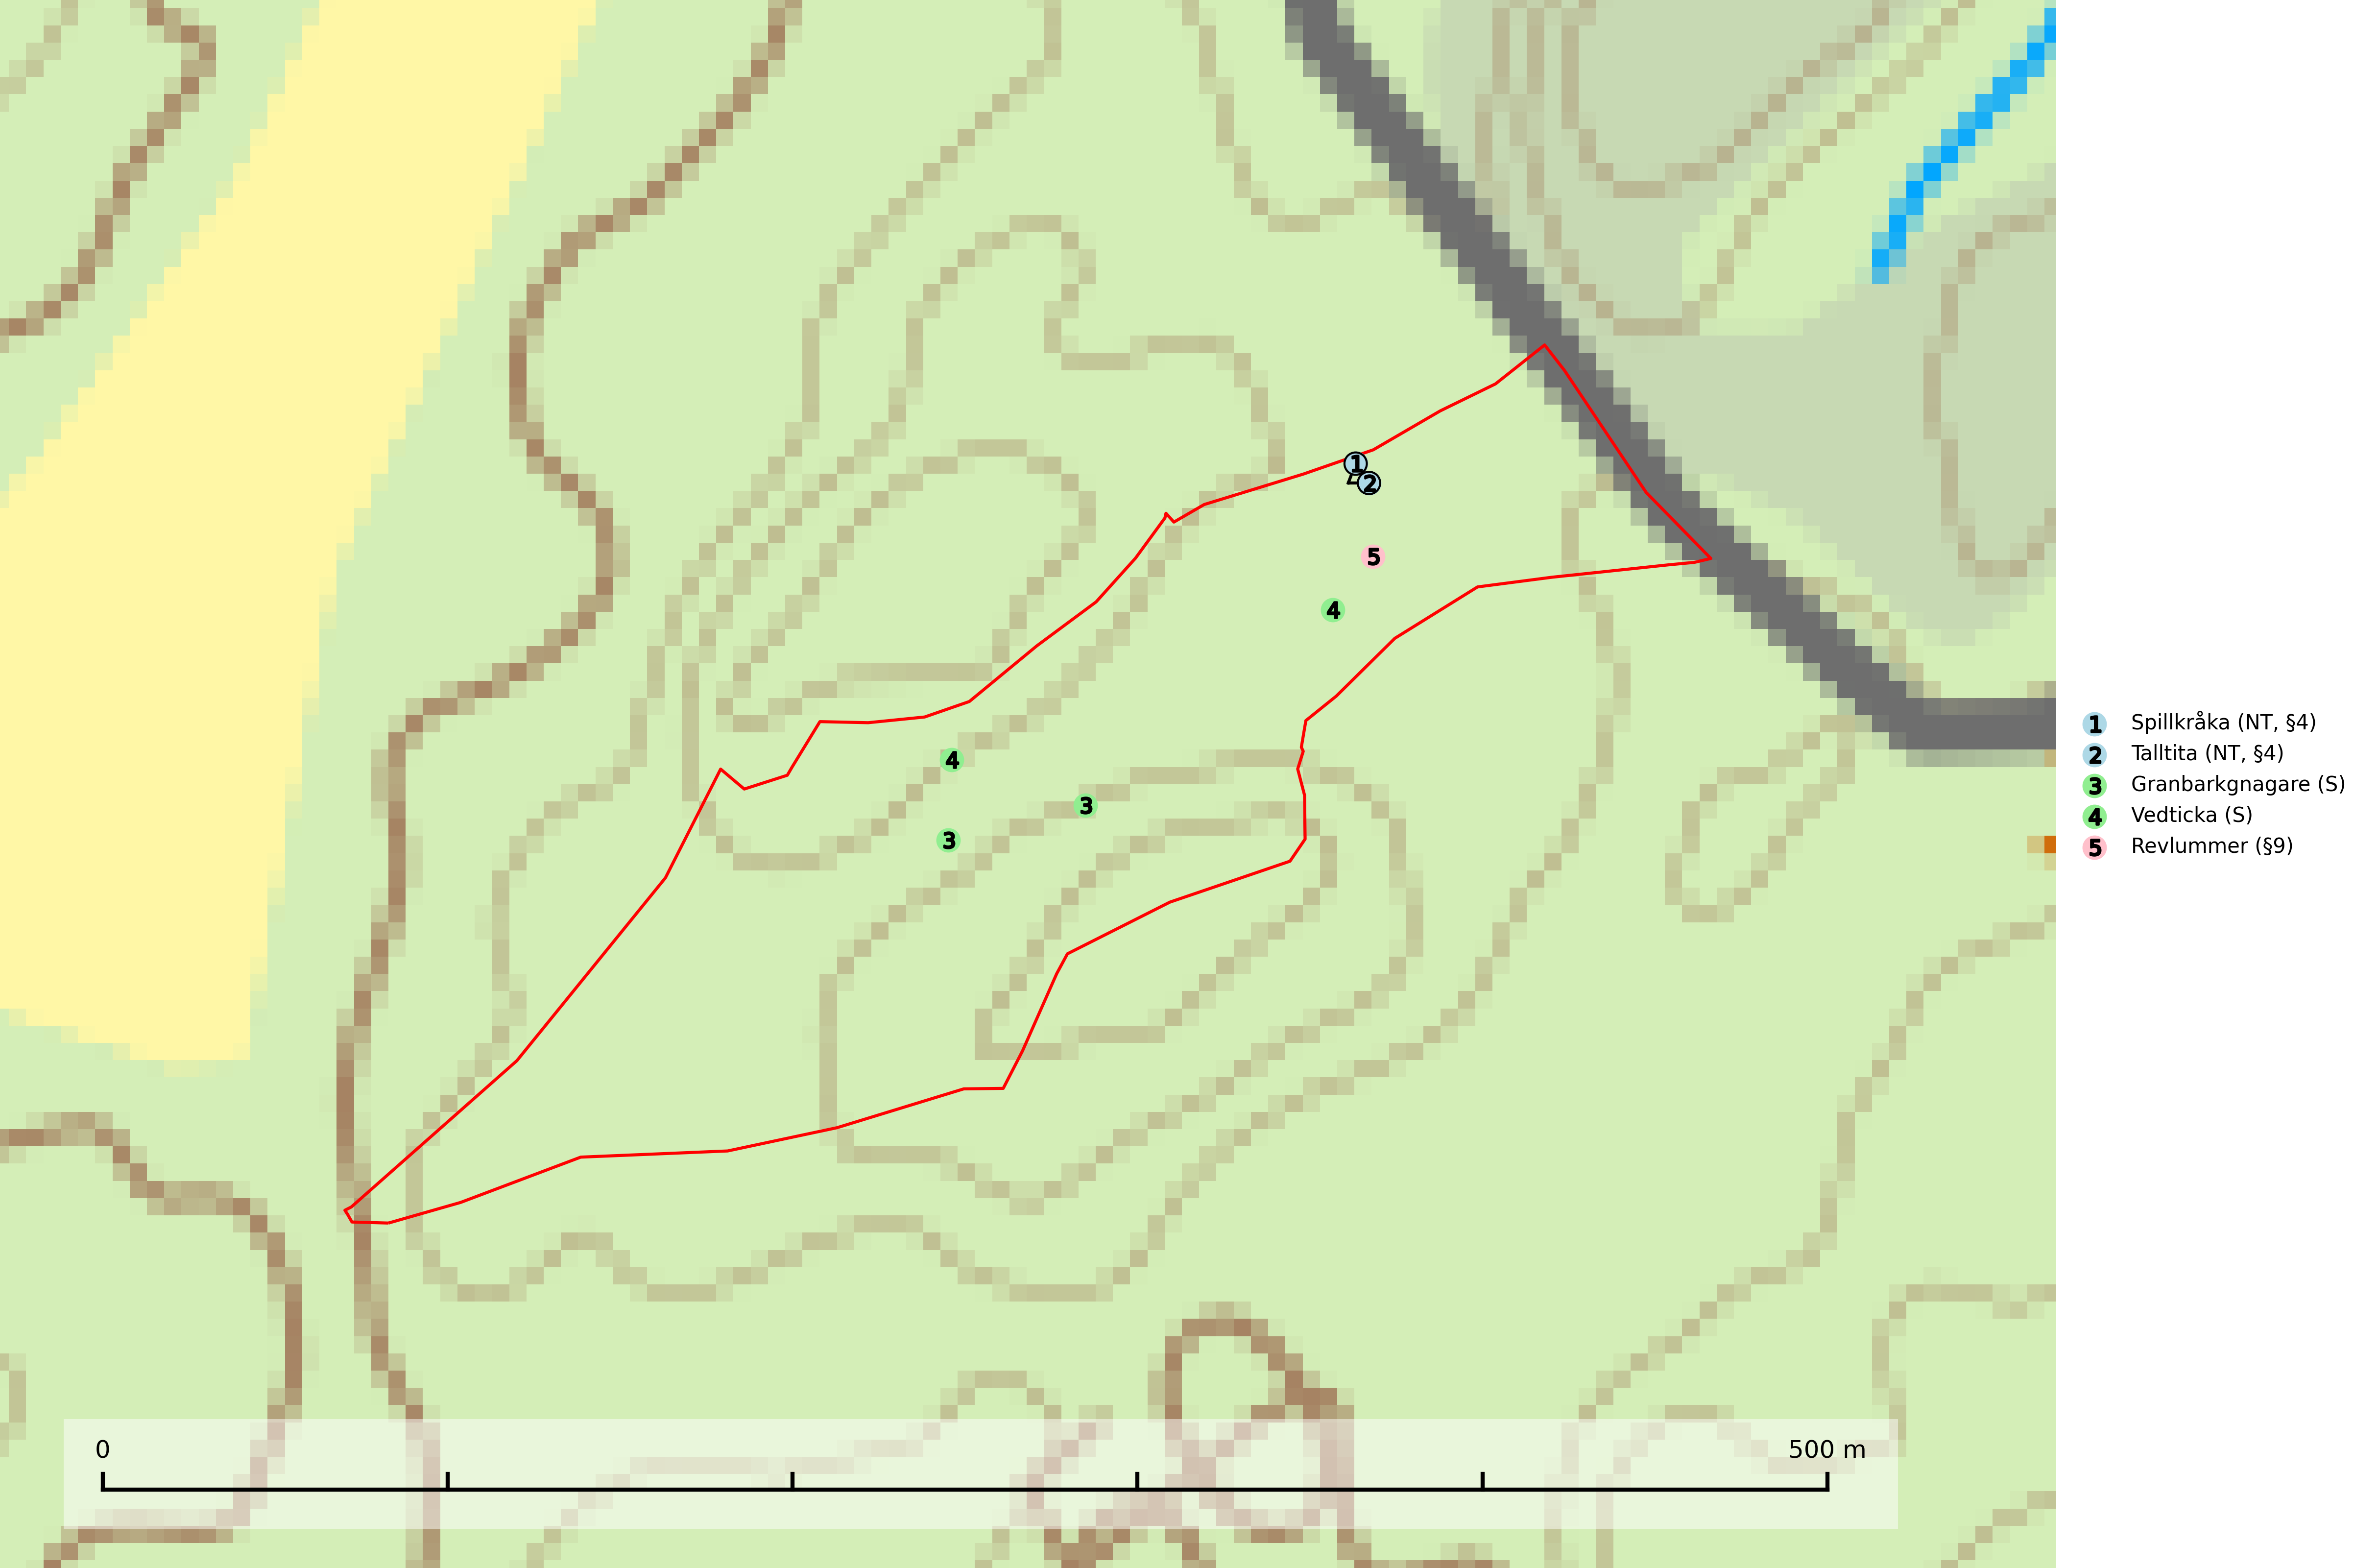 1
2
5
4
4
3
3
1 Spillkråka (NT, §4)
2 Talltita (NT, §4)
3 Granbarkgnagare (S)
4 Vedticka (S)
5 Revlummer (§9)
0 500 m